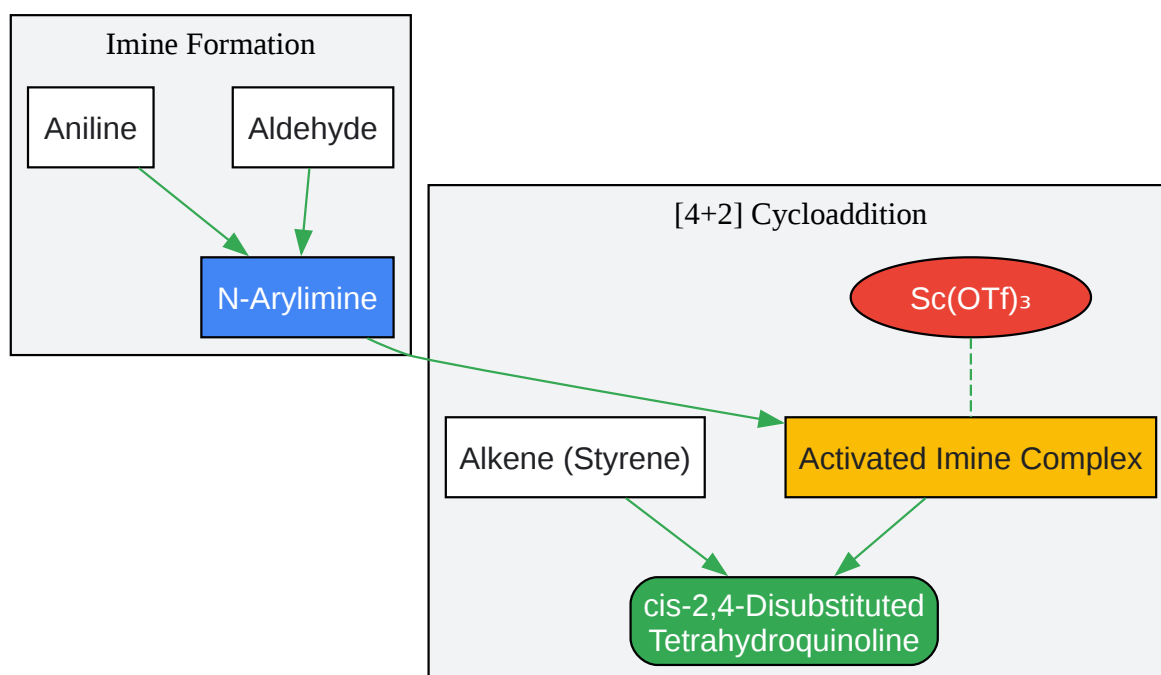 Imine Formation
Aniline
Aldehyde
N-Arylimine
[4+2] Cycloaddition
Sc(OTf)₃
Alkene (Styrene)
Activated Imine Complex
cis-2,4-Disubstituted
Tetrahydroquinoline